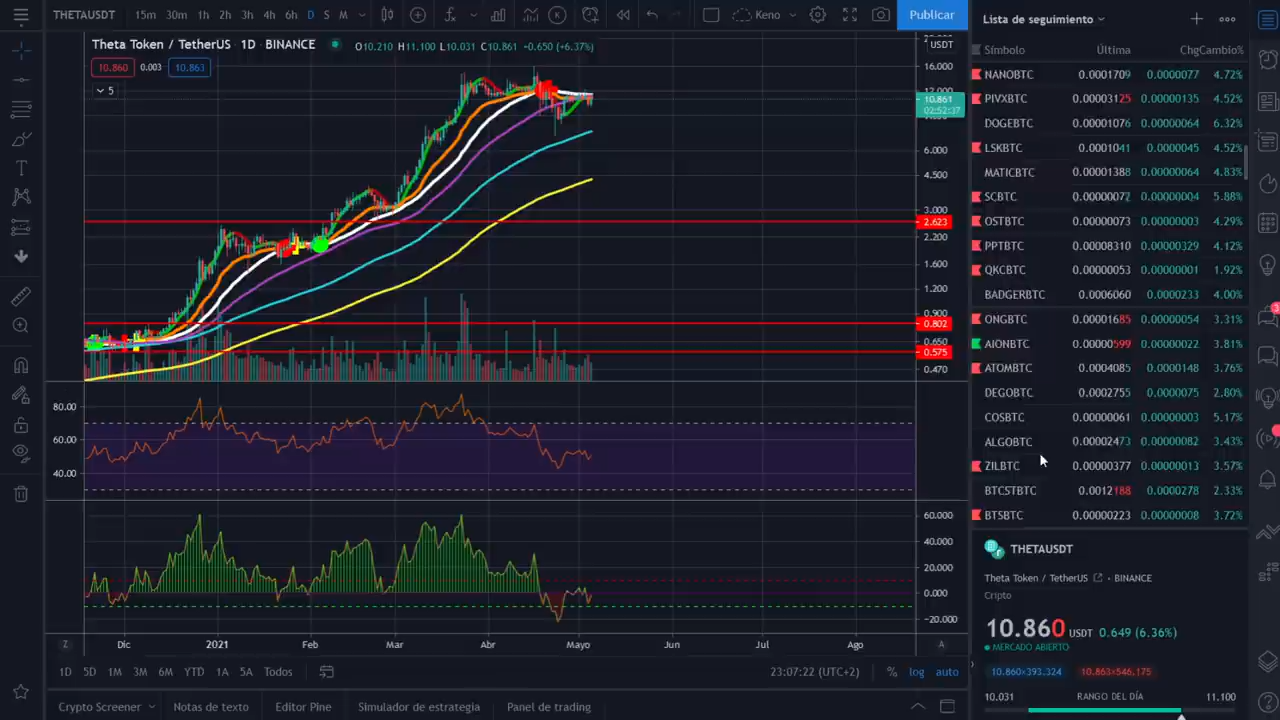 THETAUSDT 15m 30m 1h 2h 3h 4h 6h D S M Keno Publicar
Lista de seguimiento
Theta Token / TetherUS · 1D · BINANCE O10.210 H11.100 L10.031 C10.861 +0.650 (+6.37%)
10.860 0.003 10.863
5
USDT
16.000
10.861
02:52:37
6.000
4.500
3.000
2.623
2.200
1.600
1.200
0.900
0.802
0.650
0.575
0.470
80.00
60.00
40.00
60.000
40.000
20.000
0.000
−20.000
Z Dic 2021 Feb Mar Abr Mayo Jun Jul Ago A
1D 5D 1M 3M 6M YTD 1A 5A Todos 23:07:22 (UTC+2) % log auto
Crypto Screener Notas de texto Editor Pine Simulador de estrategia Panel de trading
Símbolo Última Chg Cambio%
NANOBTC 0.0001709 0.0000077 4.72%
PIVXBTC 0.00003125 0.00000135 4.52%
DOGEBTC 0.00001076 0.00000064 6.32%
LSKBTC 0.0001041 0.0000045 4.52%
MATICBTC 0.00001388 0.00000064 4.83%
SCBTC 0.00000072 0.00000004 5.88%
OSTBTC 0.00000073 0.00000003 4.29%
PPTBTC 0.00008310 0.00000329 4.12%
QKCBTC 0.00000053 0.00000001 1.92%
BADGERBTC 0.0006060 0.0000233 4.00%
ONGBTC 0.00001685 0.00000054 3.31%
AIONBTC 0.00000599 0.00000022 3.81%
ATOMBTC 0.0004085 0.0000148 3.76%
DEGOBTC 0.0002755 0.0000075 2.80%
COSBTC 0.00000061 0.00000003 5.17%
ALGOBTC 0.00002473 0.00000082 3.43%
ZILBTC 0.00000377 0.00000013 3.57%
BTCSTBTC 0.0012188 0.0000278 2.33%
BTSBTC 0.00000223 0.00000008 3.72%
THETAUSDT
Theta Token / TetherUS · BINANCE
Cripto
10.860 USDT 0.649 (6.36%)
MERCADO ABIERTO
10.860×393.324 10.863×546.175
10.031 RANGO DEL DÍA 11.100